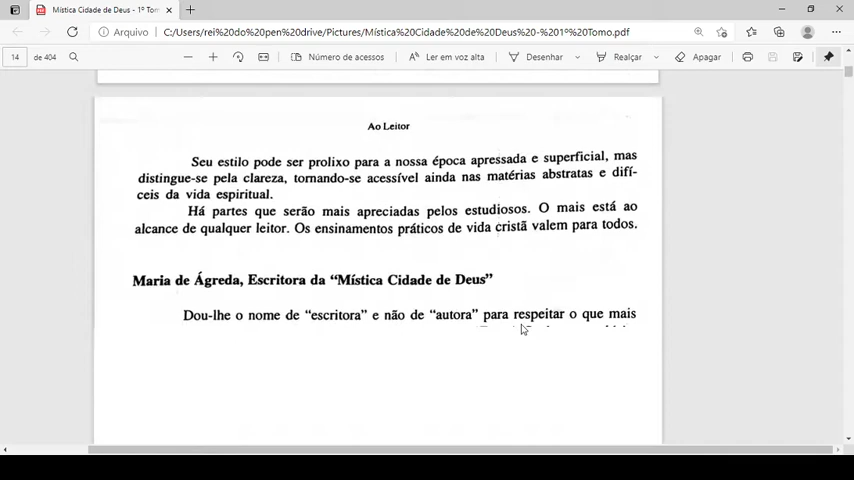 Mística Cidade de Deus - 1º Tom
Arquivo
C:/Users/rei%20do%20pen%20drive/Pictures/Mística%20Cidade%20de%20Deus%20-%201º%20Tomo.pdf
14 de 404
Número de acessos
Ler em voz alta
Desenhar
Realçar
Apagar
Ao Leitor
Seu estilo pode ser prolixo para a nossa época apressada e superficial, mas
distingue-se pela clareza, tornando-se acessível ainda nas matérias abstratas e difí-
ceis da vida espiritual.
Há partes que serão mais apreciadas pelos estudiosos. O mais está ao
alcance de qualquer leitor. Os ensinamentos práticos de vida cristã valem para todos.
Maria de Ágreda, Escritora da “Mística Cidade de Deus”
Dou-lhe o nome de “escritora” e não de “autora” para respeitar o que mais